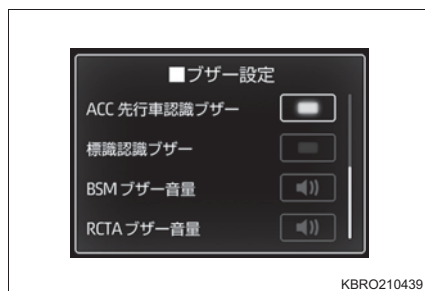 ■ブザー設定
ACC 先行車認識ブザー
標識認識ブザー
BSM ブザー音量
RCTA ブザー音量
KBRO210439